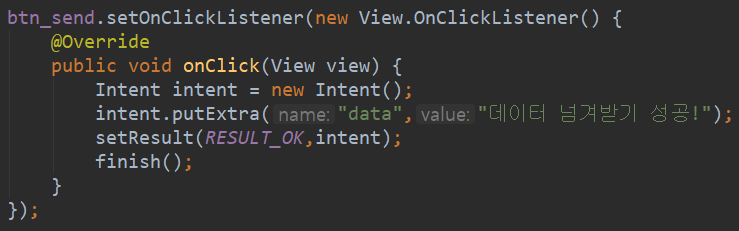 btn_send.setOnClickListener(new View.OnClickListener() {
    @Override
    public void onClick(View view) {
        Intent intent = new Intent();
        intent.putExtra( name: "data", value: "데이터 넘겨받기 성공!");
        setResult(RESULT_OK,intent);
        finish();
    }
});